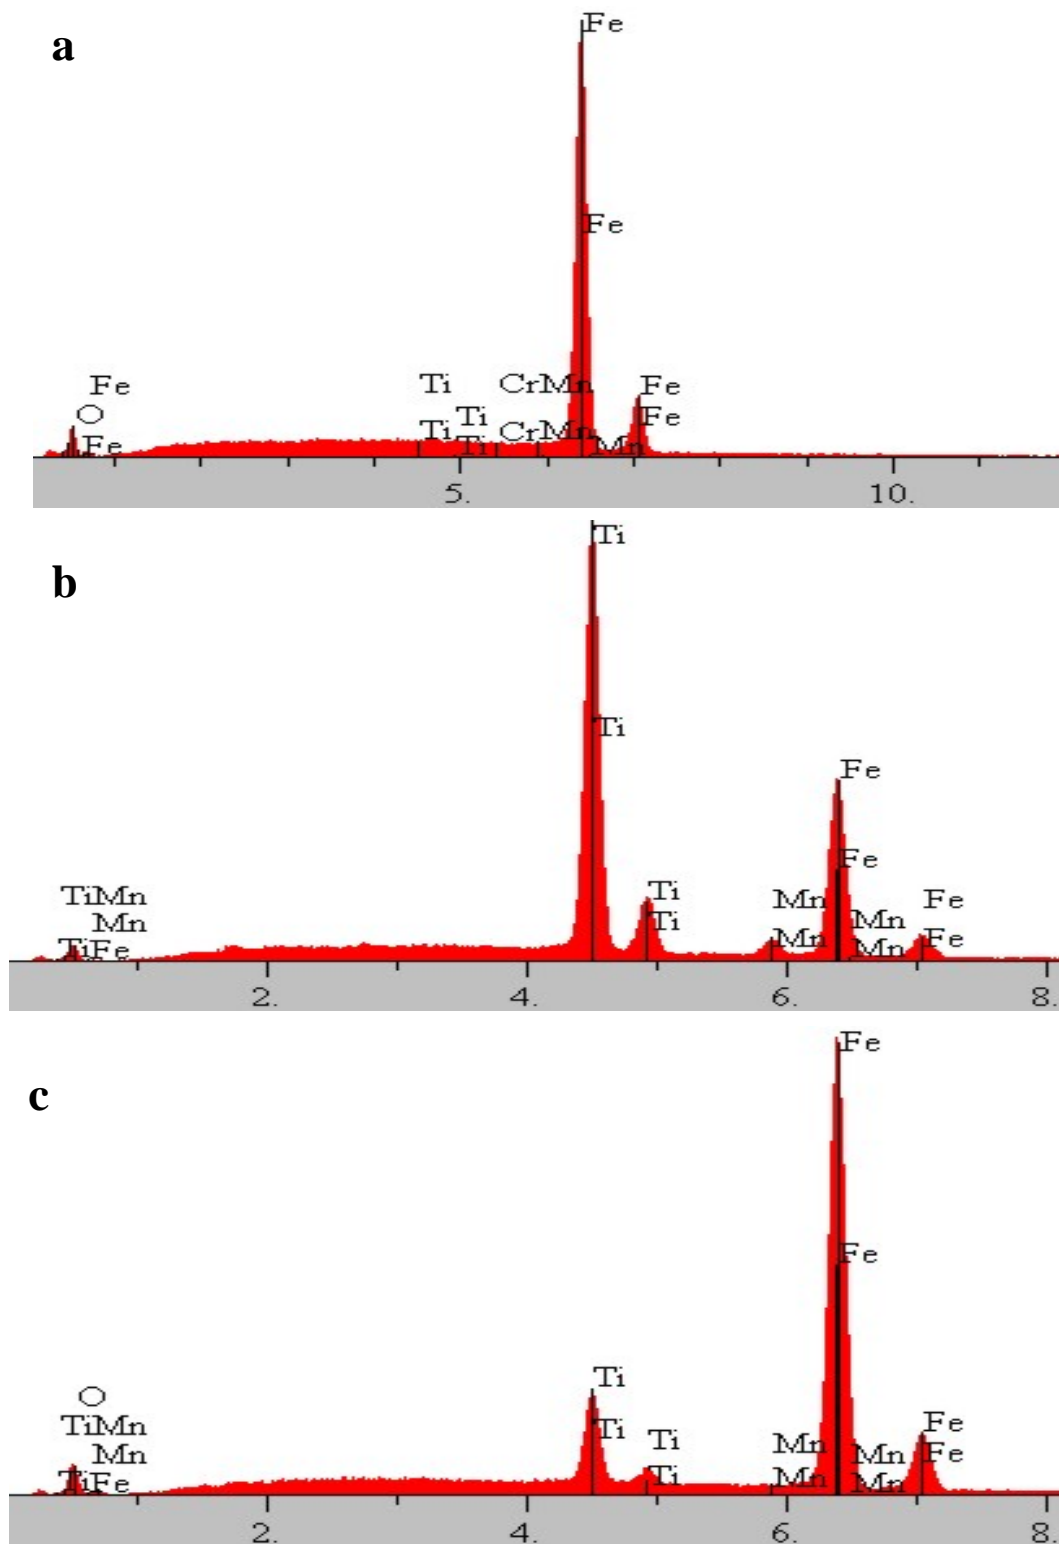 a
Fe
Fe
Fe Ti CrMn Fe
O Ti Fe
Fe Ti Ti CrMn Mn
5. 10.
b
Ti
Ti
Fe
Fe
TiMn Ti Mn Fe
Mn Ti Mn
TiFe Mn Mn Fe
2. 4. 6. 8.
c
Fe
Fe
Ti
O
TiMn Ti Ti Mn Fe
Mn Mn Fe
TiFe Ti Mn Mn
2. 4. 6. 8.